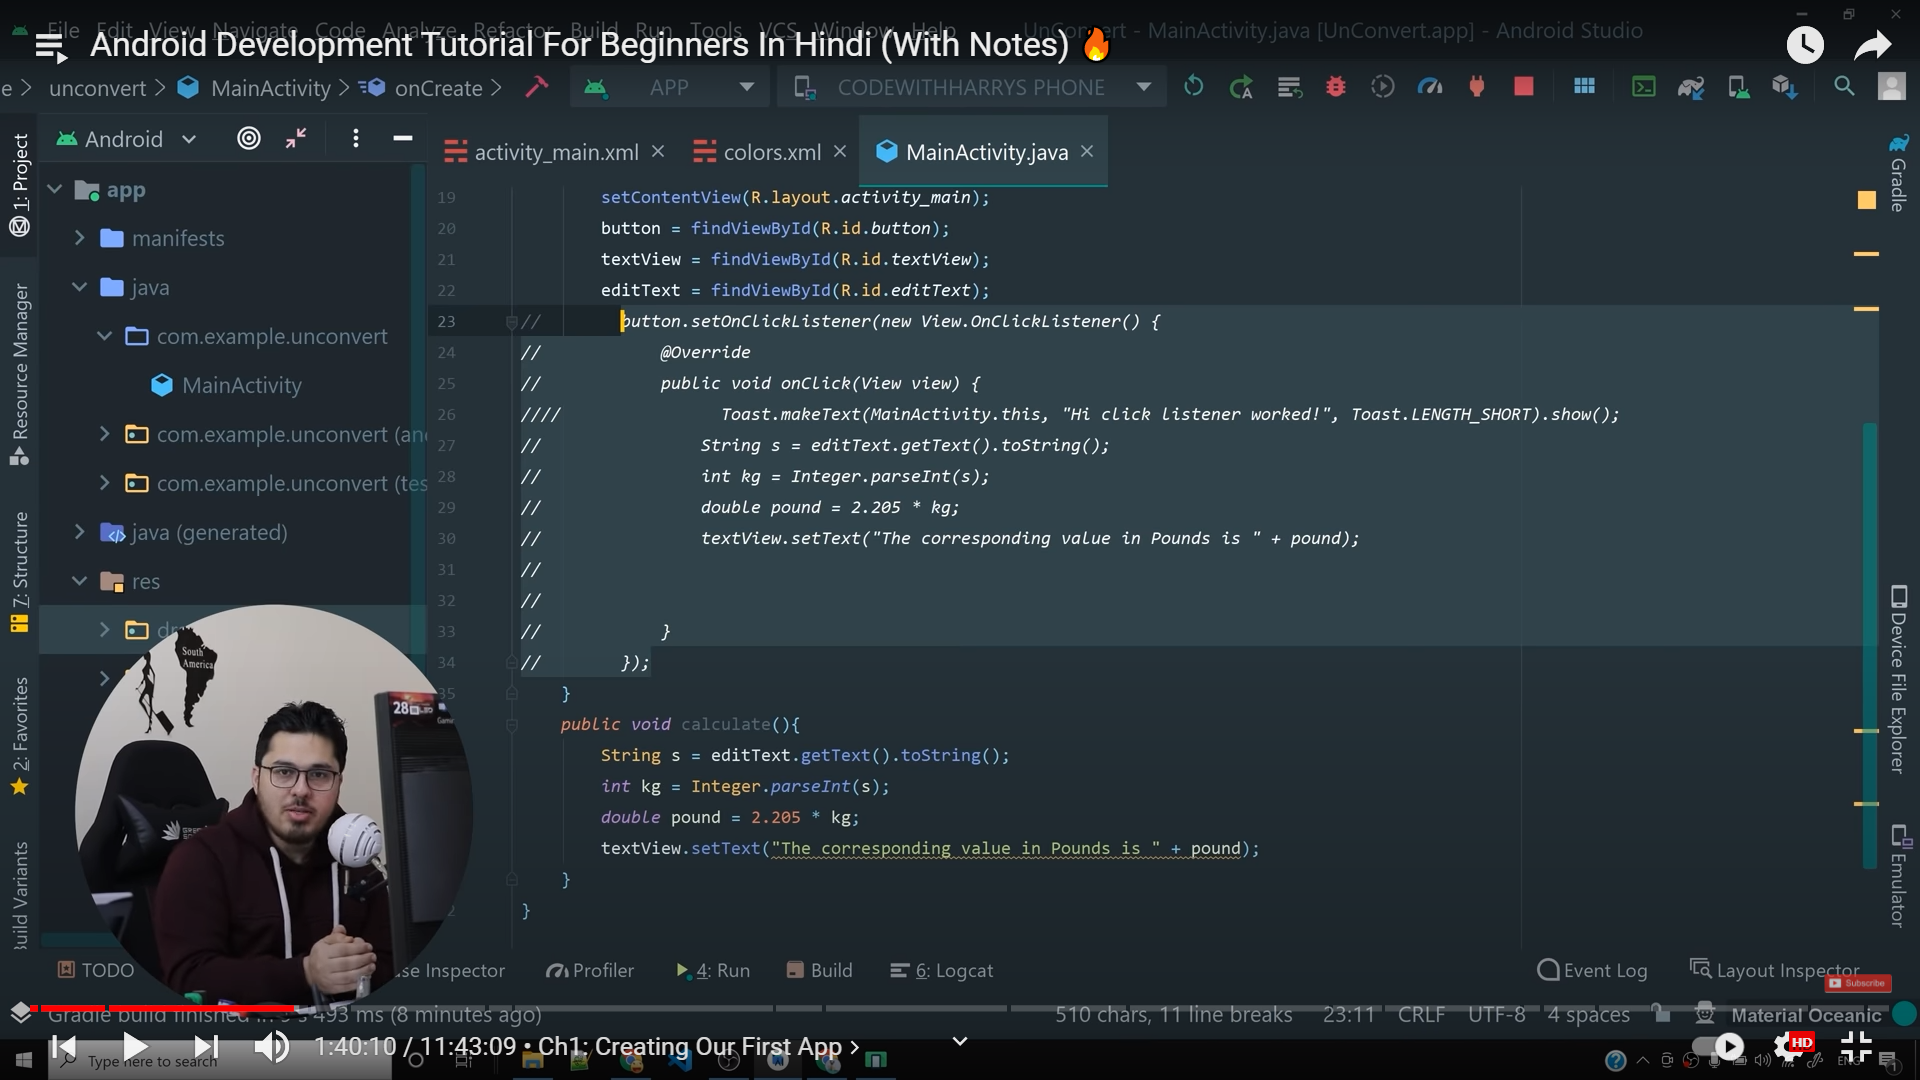 File Edit View Navigate Code Analyze Refactor Build Run Tools VCS Window Help
UnConvert - MainActivity.java [UnConvert.app] - Android Studio
Android Development Tutorial For Beginners In Hindi (With Notes) 🔥
e > unconvert > MainActivity > onCreate >
APP
CODEWITHHARRYS PHONE
Android
activity_main.xml
colors.xml
MainActivity.java
1: Project
Resource Manager
7: Structure
2: Favorites
Build Variants
app
manifests
java
com.example.unconvert
MainActivity
com.example.unconvert (an
com.example.unconvert (tes
java (generated)
res
19 setContentView(R.layout.activity_main);
20 button = findViewById(R.id.button);
21 textView = findViewById(R.id.textView);
22 editText = findViewById(R.id.editText);
23 // button.setOnClickListener(new View.OnClickListener() {
24 // @Override
25 // public void onClick(View view) {
26 //// Toast.makeText(MainActivity.this, "Hi click listener worked!", Toast.LENGTH_SHORT).show();
27 // String s = editText.getText().toString();
28 // int kg = Integer.parseInt(s);
29 // double pound = 2.205 * kg;
30 // textView.setText("The corresponding value in Pounds is " + pound);
31 //
32 //
33 // }
34 // });
35 }
public void calculate(){
String s = editText.getText().toString();
int kg = Integer.parseInt(s);
double pound = 2.205 * kg;
textView.setText("The corresponding value in Pounds is " + pound);
}
}
Gradle
Device File Explorer
Emulator
South
America
28
TODO
se Inspector
Profiler
4: Run
Build
6: Logcat
Event Log
Layout Inspector
Subscribe
Gradle build finished in 3 s 493 ms (8 minutes ago)
510 chars, 11 line breaks
23:11
CRLF
UTF-8
4 spaces
Material Oceanic
1:40:10 / 11:43:09 • Ch1: Creating Our First App >
HD
Type here to search
ENG